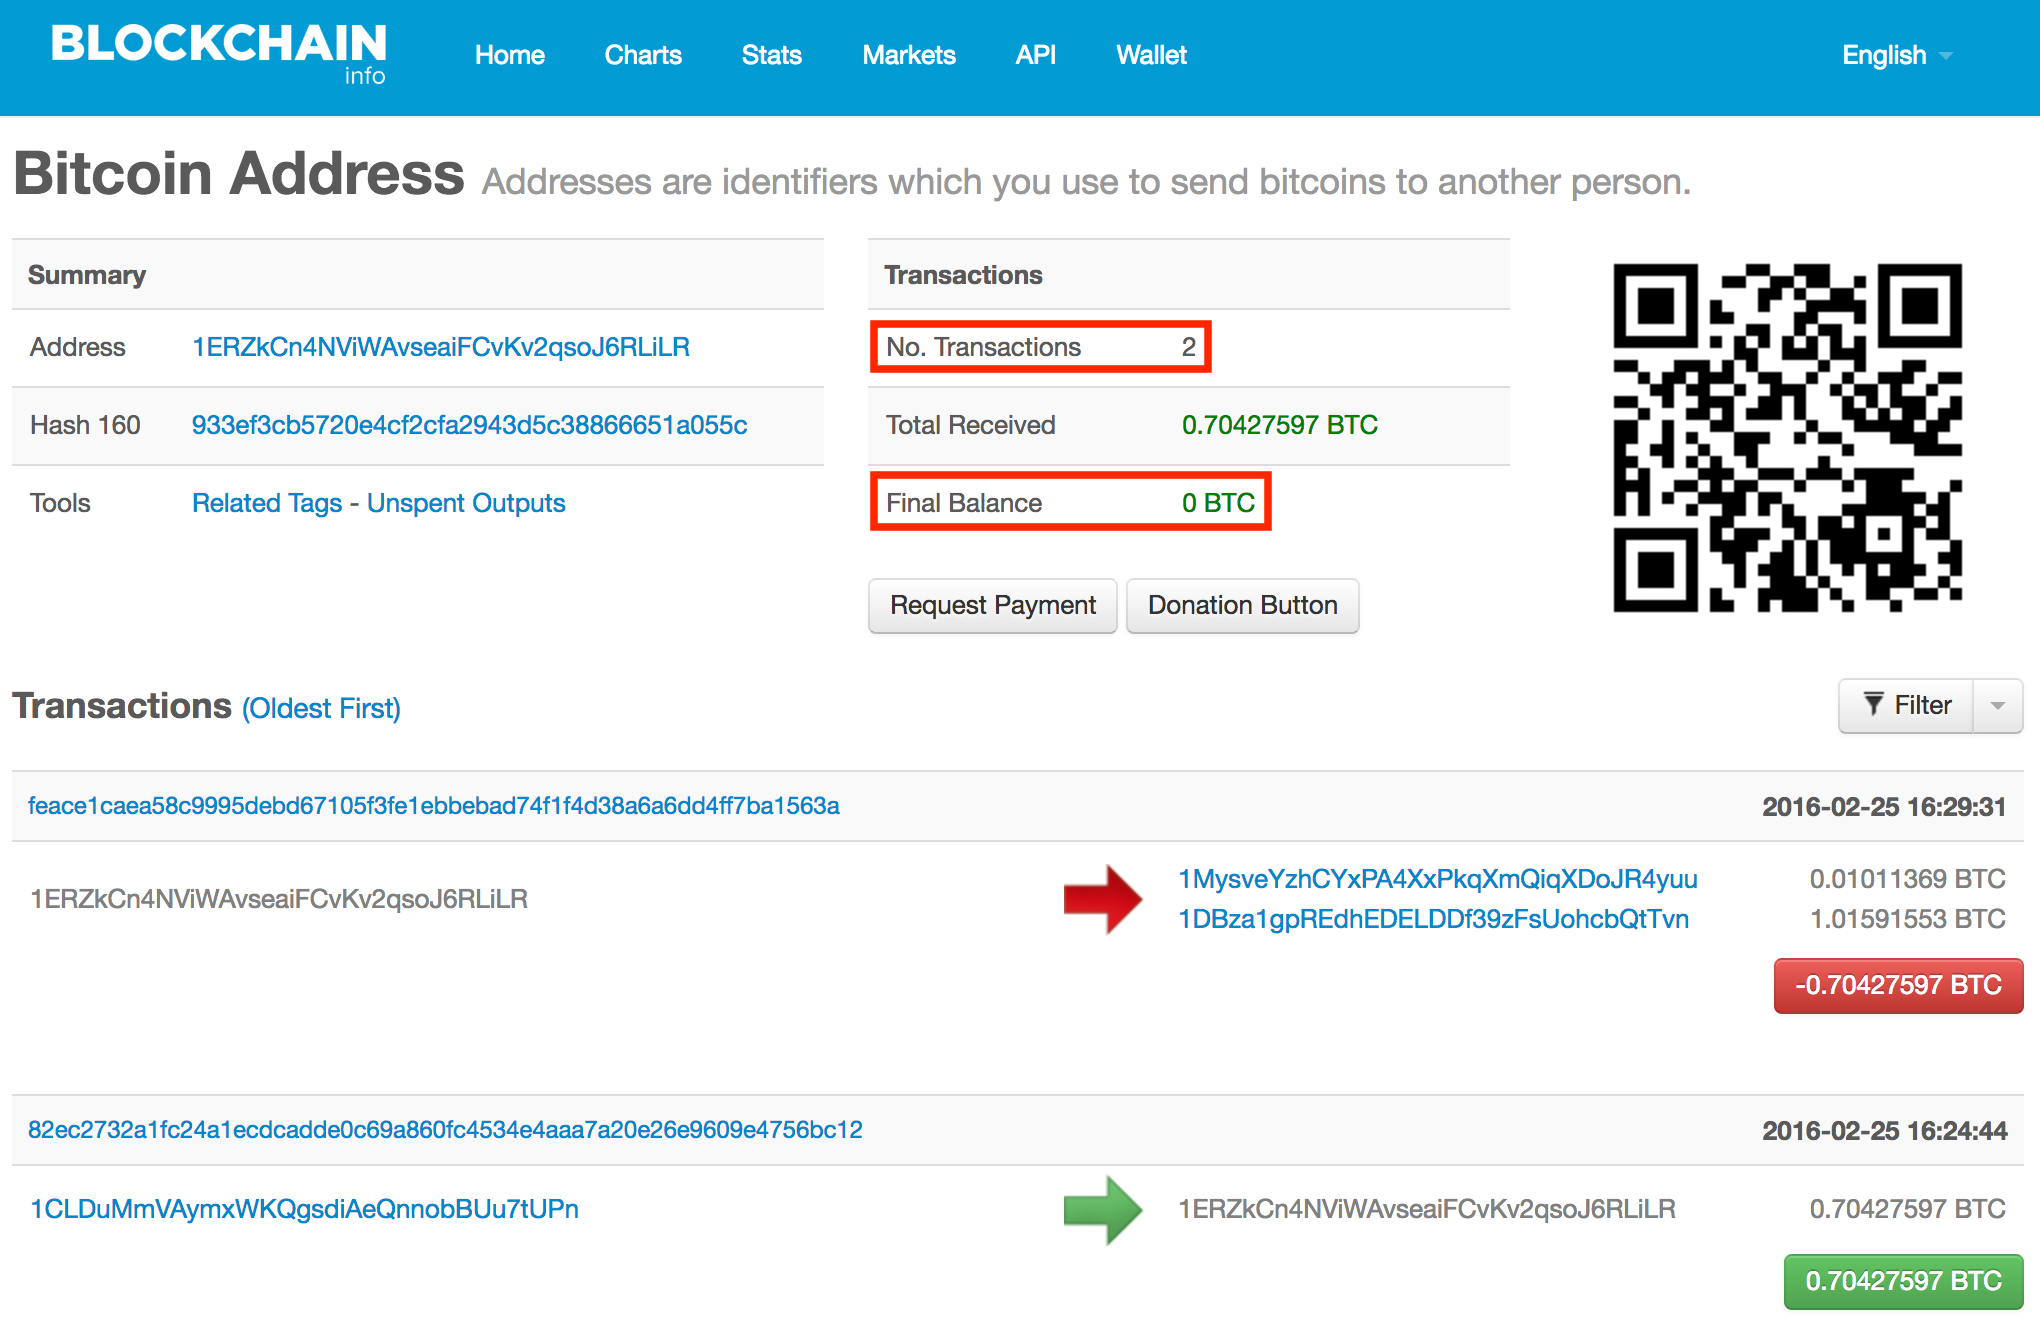 BLOCKCHAIN
info
Home Charts Stats Markets API Wallet English
Bitcoin Address Addresses are identifiers which you use to send bitcoins to another person.
Summary
Address 1ERZkCn4NViWAvseaiFCvKv2qsoJ6RLiLR
Hash 160 933ef3cb5720e4cf2cfa2943d5c38866651a055c
Tools Related Tags - Unspent Outputs
Transactions
No. Transactions 2
Total Received 0.70427597 BTC
Final Balance 0 BTC
Request Payment Donation Button
Transactions (Oldest First)
Filter
feace1caea58c9995debd67105f3fe1ebbebad74f1f4d38a6a6dd4ff7ba1563a 2016-02-25 16:29:31
1ERZkCn4NViWAvseaiFCvKv2qsoJ6RLiLR
1MysveYzhCYxPA4XxPkqXmQiqXDoJR4yuu 0.01011369 BTC
1DBza1gpREdhEDELDDf39zFsUohcbQtTvn 1.01591553 BTC
-0.70427597 BTC
82ec2732a1fc24a1ecdcadde0c69a860fc4534e4aaa7a20e26e9609e4756bc12 2016-02-25 16:24:44
1CLDuMmVAymxWKQgsdiAeQnnobBUu7tUPn
1ERZkCn4NViWAvseaiFCvKv2qsoJ6RLiLR 0.70427597 BTC
0.70427597 BTC